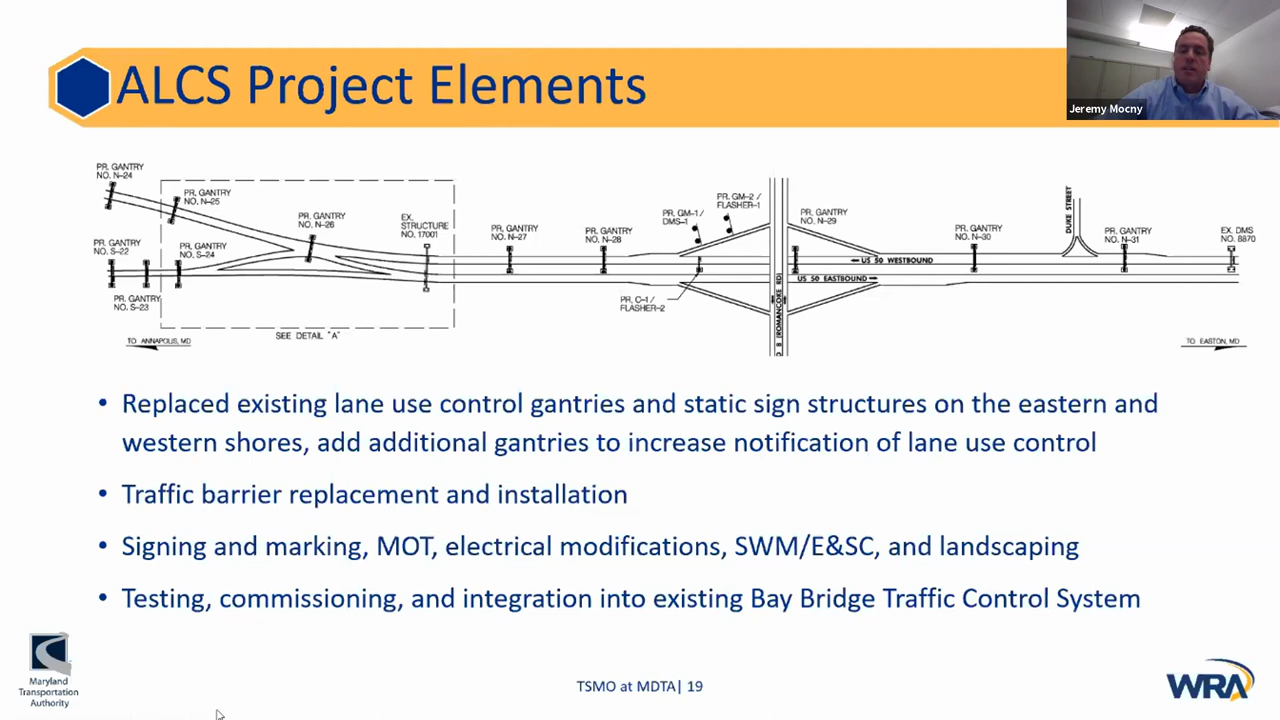 ALCS Project Elements
Jeremy Mocny
PR. GANTRY
NO. N-24
PR. GANTRY
NO. N-25
PR. GANTRY
NO. N-26
EX.
STRUCTURE
NO. 17001
PR. GANTRY
NO. S-22
PR. GANTRY
NO. S-24
PR. GANTRY
NO. S-23
SEE DETAIL "A"
TO ANNAPOLIS, MD
PR. GANTRY
NO. N-27
PR. GANTRY
NO. N-28
PR. GM-1/
DMS-1
PR. GM-2 /
FLASHER-1
PR. C-1/
FLASHER-2
PR. GANTRY
NO. N-29
US 50 WESTBOUND
US 50 EASTBOUND
8 (ROMANCOKE RD)
PR. GANTRY
NO. N-30
DUKE STREET
PR. GANTRY
NO. N-31
EX. DMS
NO. 8870
TO EASTON, MD
• Replaced existing lane use control gantries and static sign structures on the eastern and
western shores, add additional gantries to increase notification of lane use control
• Traffic barrier replacement and installation
• Signing and marking, MOT, electrical modifications, SWM/E&SC, and landscaping
• Testing, commissioning, and integration into existing Bay Bridge Traffic Control System
Maryland
Transportation
Authority
TSMO at MDTA| 19
WRA